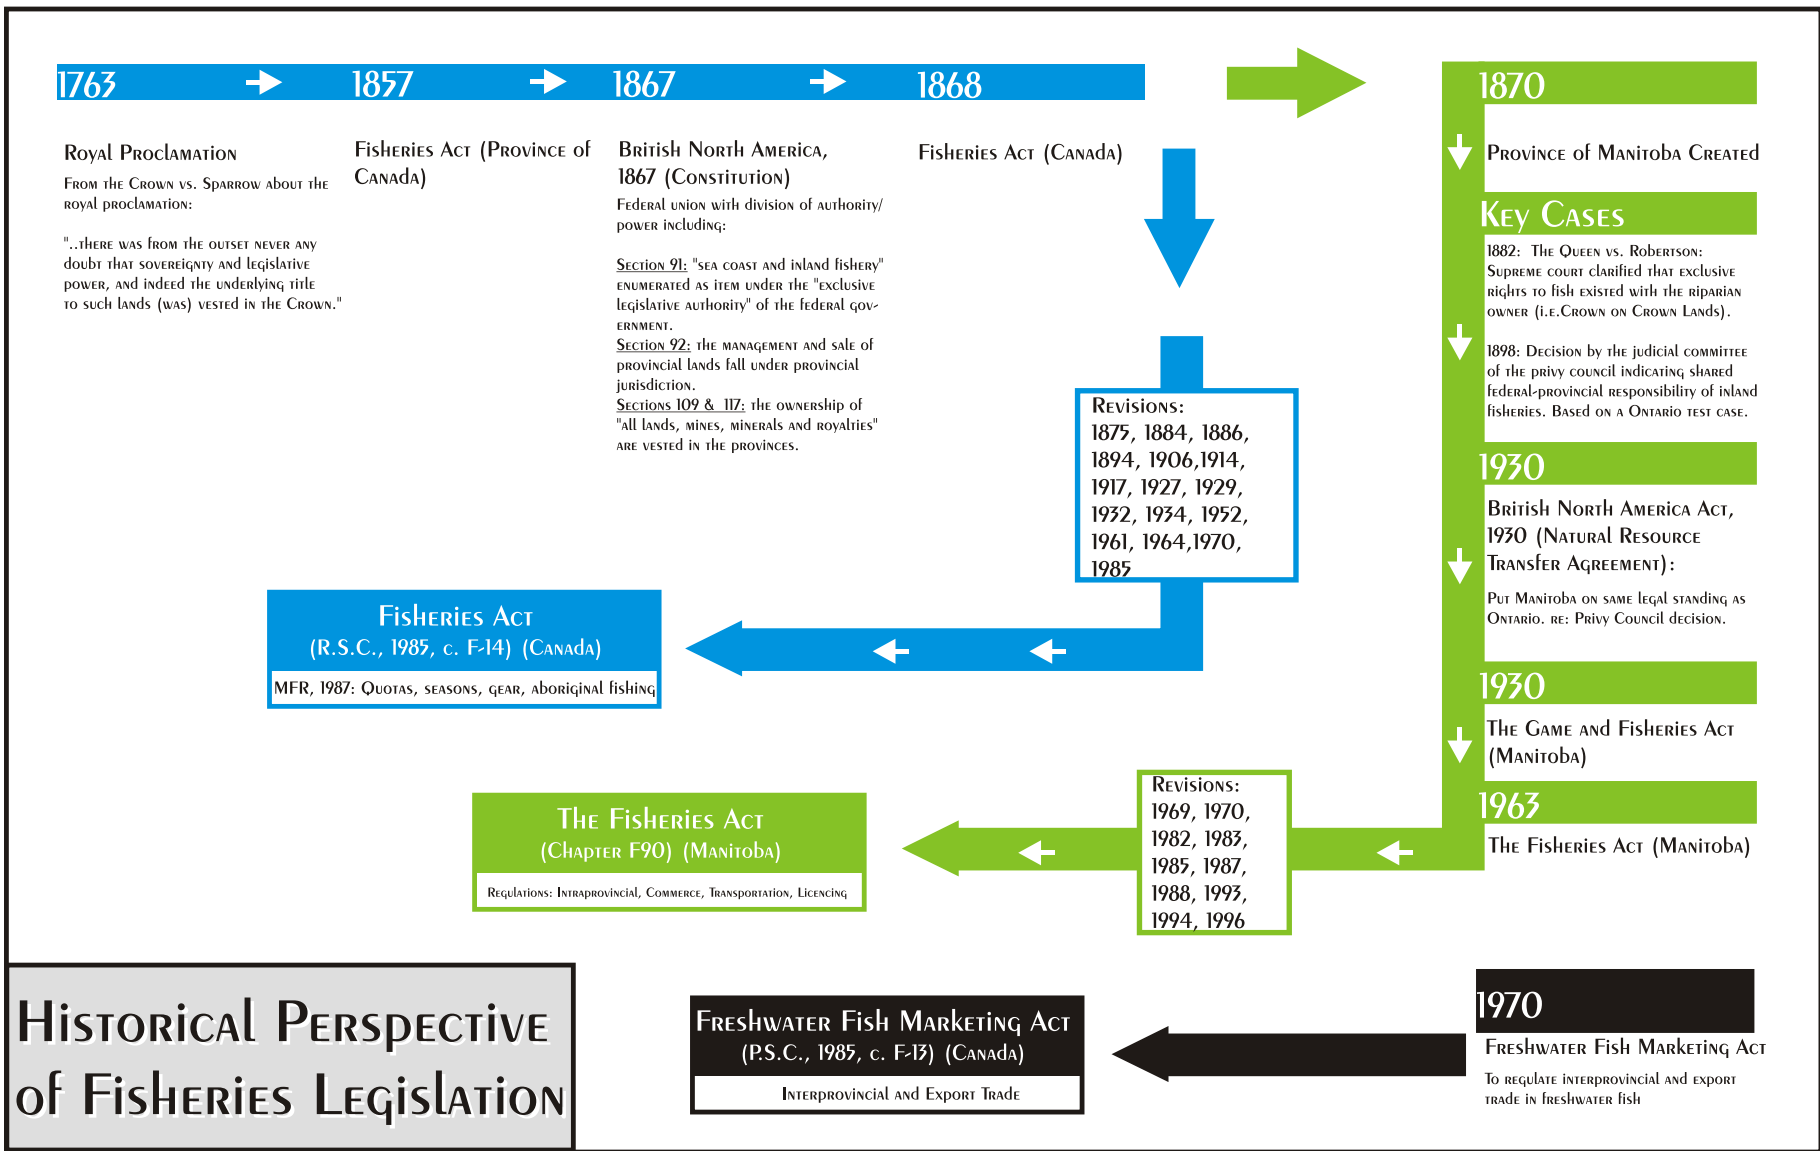 1763
1857
1867
1868
Royal Proclamation
From the Crown vs. Sparrow about the
royal proclamation:
"..there was from the outset never any
doubt that sovereignty and legislative
power, and indeed the underlying title
to such lands (was) vested in the Crown."
Fisheries Act (Province of
Canada)
British North America,
1867 (Constitution)
Federal union with division of authority/
power including:
Section 91: "sea coast and inland fishery"
enumerated as item under the "exclusive
legislative authority" of the federal gov-
ernment.
Section 92: the management and sale of
provincial lands fall under provincial
jurisdiction.
Sections 109 & 117: the ownership of
"all lands, mines, minerals and royalties"
are vested in the provinces.
Fisheries Act (Canada)
Revisions:
1875, 1884, 1886,
1894, 1906,1914,
1917, 1927, 1929,
1932, 1934, 1952,
1961, 1964,1970,
1985
Fisheries Act
(R.S.C., 1985, c. F-14) (Canada)
MFR, 1987: Quotas, seasons, gear, aboriginal fishing
1870
Province of Manitoba Created
Key Cases
1882: The Queen vs. Robertson:
Supreme court clarified that exclusive
rights to fish existed with the riparian
owner (i.e.Crown on Crown Lands).
1898: Decision by the judicial committee
of the privy council indicating shared
federal-provincial responsibility of inland
fisheries. Based on a Ontario test case.
1930
British North America Act,
1930 (Natural Resource
Transfer Agreement):
Put Manitoba on same legal standing as
Ontario. re: Privy Council decision.
1930
The Game and Fisheries Act
(Manitoba)
1963
The Fisheries Act (Manitoba)
Revisions:
1969, 1970,
1982, 1983,
1985, 1987,
1988, 1993,
1994, 1996
The Fisheries Act
(Chapter F90) (Manitoba)
Regulations: Intraprovincial, Commerce, Transportation, Licencing
1970
Freshwater Fish Marketing Act
To regulate interprovincial and export
trade in freshwater fish
Freshwater Fish Marketing Act
(P.S.C., 1985, c. F-13) (Canada)
Interprovincial and Export Trade
Historical Perspective
of Fisheries Legislation